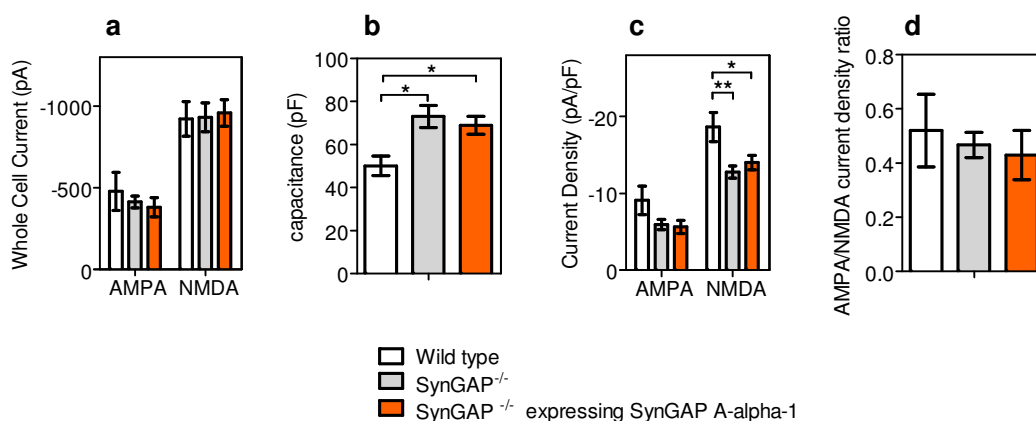 a
Whole Cell Current (pA)
-1000
-500
0
AMPA NMDA
b
capacitance (pF)
100
80
60
40
20
0
*
*
c
Current Density (pA/pF)
-20
-10
0
*
**
AMPA NMDA
d
AMPA/NMDA current density ratio
0.8
0.6
0.4
0.2
0.0
Wild type
SynGAP-/-
SynGAP -/- expressing SynGAP A-alpha-1